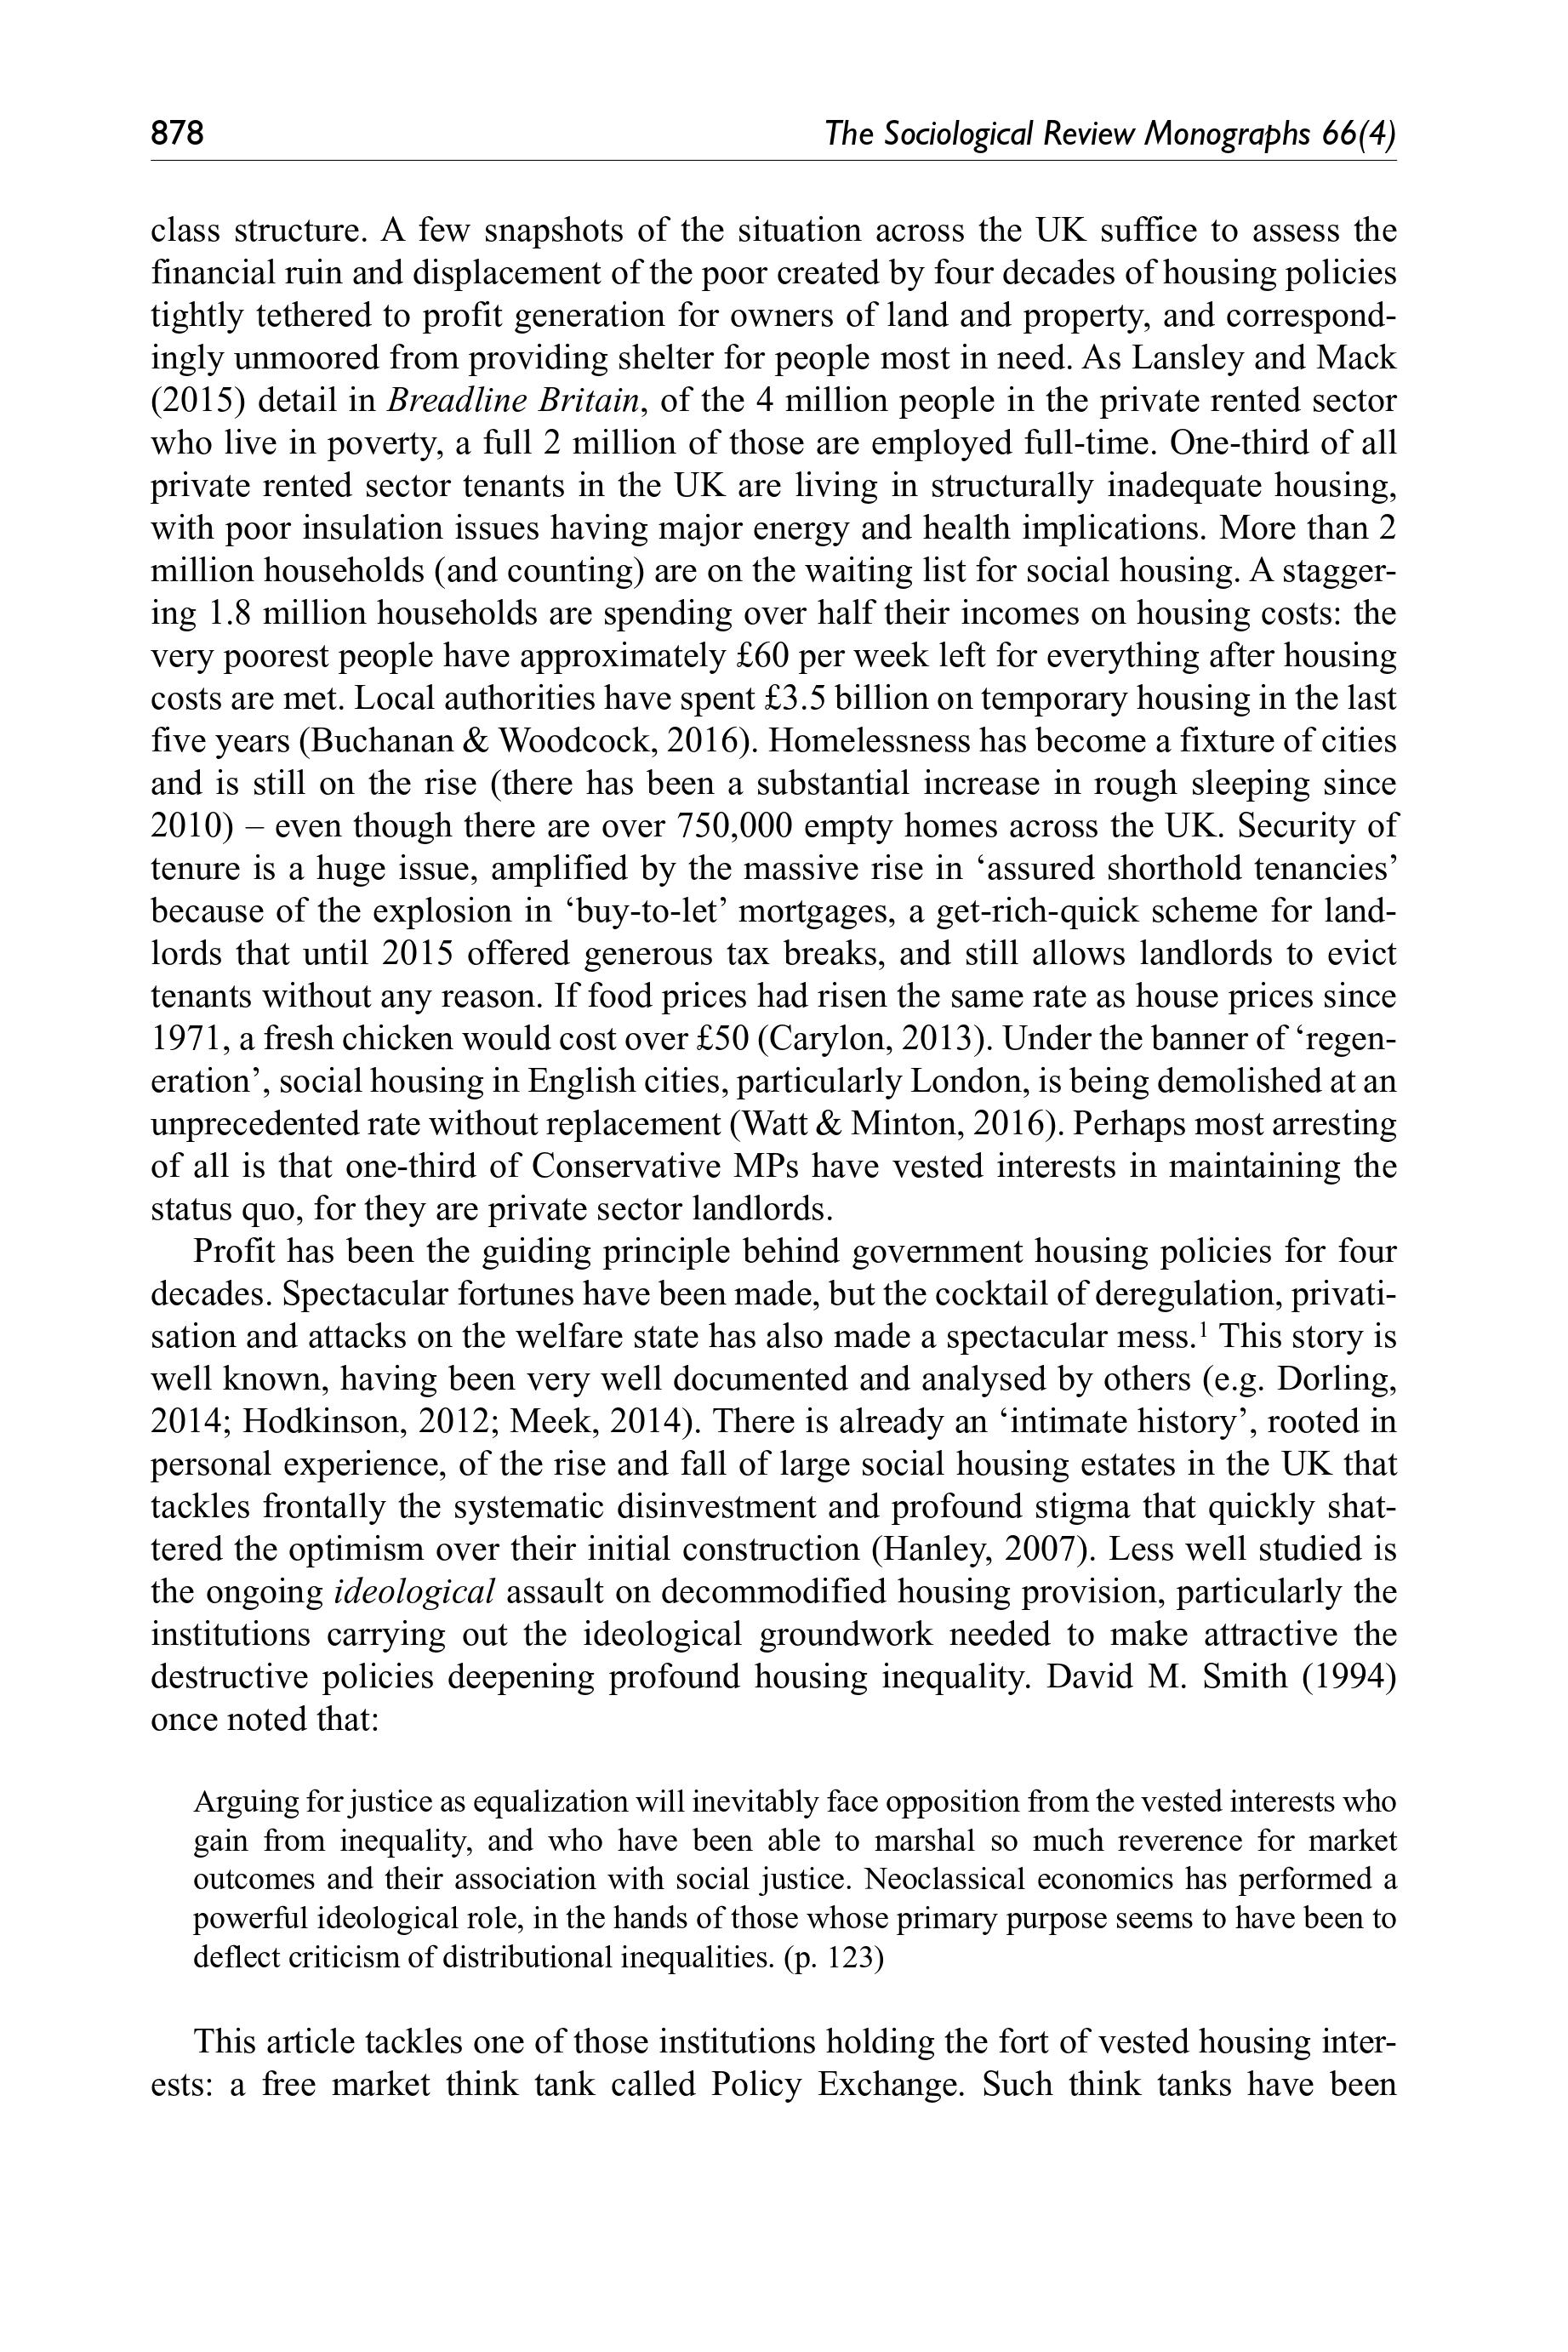 878
The Sociological Review Monographs 66(4)
class structure. A few snapshots of the situation across the UK suffice to assess the
financial ruin and displacement of the poor created by four decades of housing policies
tightly tethered to profit generation for owners of land and property, and correspond-
ingly unmoored from providing shelter for people most in need. As Lansley and Mack
(2015) detail in Breadline Britain, of the 4 million people in the private rented sector
who live in poverty, a full 2 million of those are employed full-time. One-third of all
private rented sector tenants in the UK are living in structurally inadequate housing,
with poor insulation issues having major energy and health implications. More than 2
million households (and counting) are on the waiting list for social housing. A stagger-
ing 1.8 million households are spending over half their incomes on housing costs: the
very poorest people have approximately £60 per week left for everything after housing
costs are met. Local authorities have spent £3.5 billion on temporary housing in the last
five years (Buchanan & Woodcock, 2016). Homelessness has become a fixture of cities
and is still on the rise (there has been a substantial increase in rough sleeping since
2010) – even though there are over 750,000 empty homes across the UK. Security of
tenure is a huge issue, amplified by the massive rise in ‘assured shorthold tenancies’
because of the explosion in ‘buy-to-let’ mortgages, a get-rich-quick scheme for land-
lords that until 2015 offered generous tax breaks, and still allows landlords to evict
tenants without any reason. If food prices had risen the same rate as house prices since
1971, a fresh chicken would cost over £50 (Carylon, 2013). Under the banner of ‘regen-
eration’, social housing in English cities, particularly London, is being demolished at an
unprecedented rate without replacement (Watt & Minton, 2016). Perhaps most arresting
of all is that one-third of Conservative MPs have vested interests in maintaining the
status quo, for they are private sector landlords.
Profit has been the guiding principle behind government housing policies for four
decades. Spectacular fortunes have been made, but the cocktail of deregulation, privati-
sation and attacks on the welfare state has also made a spectacular mess.¹ This story is
well known, having been very well documented and analysed by others (e.g. Dorling,
2014; Hodkinson, 2012; Meek, 2014). There is already an ‘intimate history’, rooted in
personal experience, of the rise and fall of large social housing estates in the UK that
tackles frontally the systematic disinvestment and profound stigma that quickly shat-
tered the optimism over their initial construction (Hanley, 2007). Less well studied is
the ongoing ideological assault on decommodified housing provision, particularly the
institutions carrying out the ideological groundwork needed to make attractive the
destructive policies deepening profound housing inequality. David M. Smith (1994)
once noted that:
Arguing for justice as equalization will inevitably face opposition from the vested interests who
gain from inequality, and who have been able to marshal so much reverence for market
outcomes and their association with social justice. Neoclassical economics has performed a
powerful ideological role, in the hands of those whose primary purpose seems to have been to
deflect criticism of distributional inequalities. (p. 123)
This article tackles one of those institutions holding the fort of vested housing inter-
ests: a free market think tank called Policy Exchange. Such think tanks have been